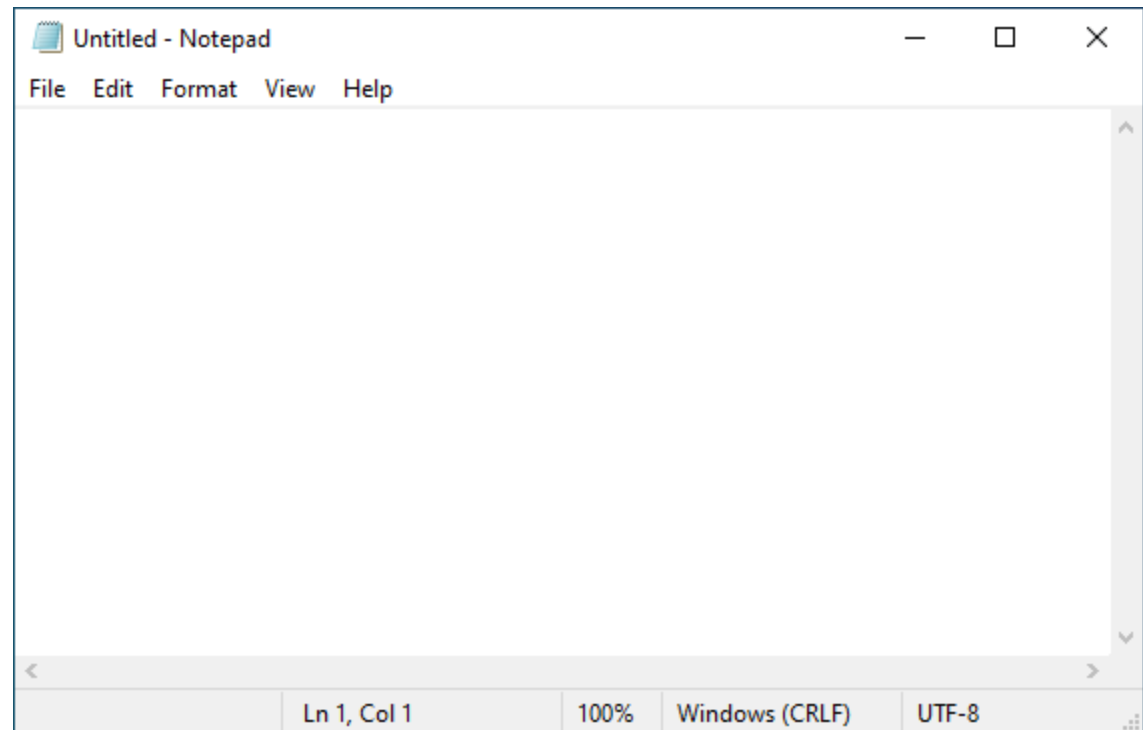 Untitled - Notepad
File Edit Format View Help
Ln 1, Col 1 100% Windows (CRLF) UTF-8